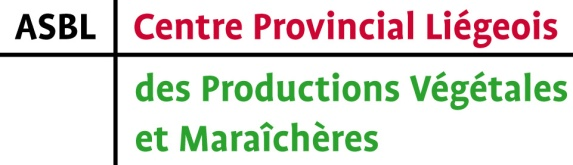 ASBL Centre Provincial Liégeois
des Productions Végétales
et Maraîchères